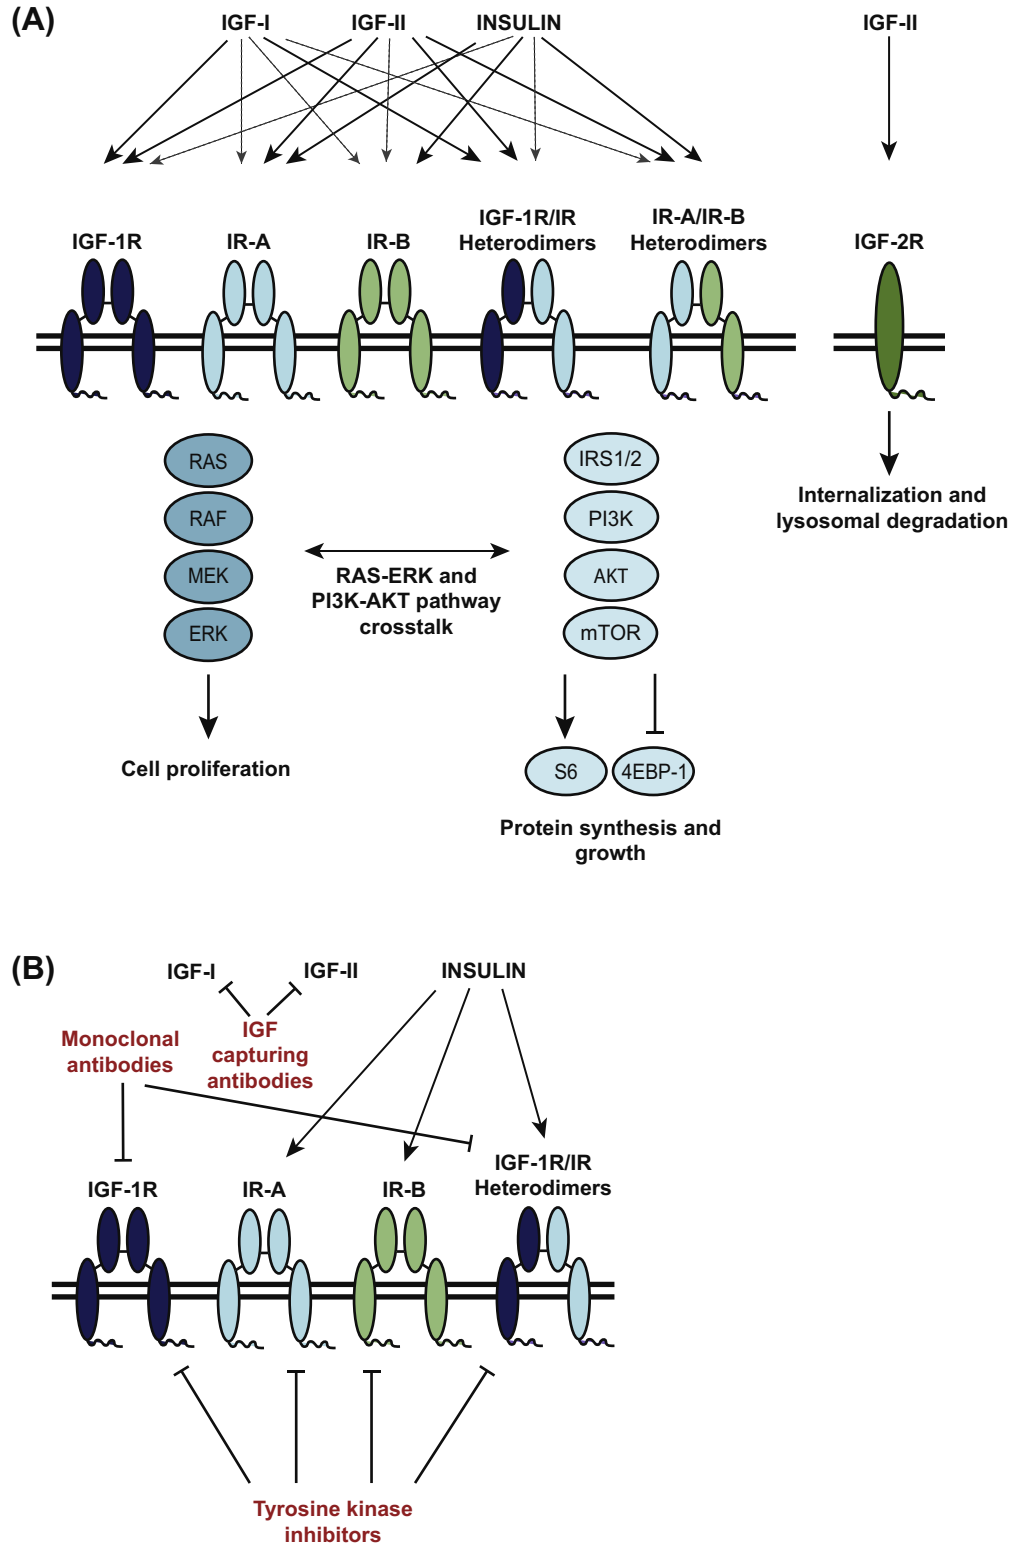 (A)
IGF-I
IGF-II
INSULIN
IGF-II
IGF-1R
IR-A
IR-B
IGF-1R/IR
Heterodimers
IR-A/IR-B
Heterodimers
IGF-2R
RAS
RAF
MEK
ERK
RAS-ERK and
PI3K-AKT pathway
crosstalk
IRS1/2
PI3K
AKT
mTOR
Internalization and
lysosomal degradation
Cell proliferation
S6
4EBP-1
Protein synthesis and
growth
(B)
IGF-I
IGF-II
INSULIN
Monoclonal
antibodies
IGF
capturing
antibodies
IGF-1R
IR-A
IR-B
IGF-1R/IR
Heterodimers
Tyrosine kinase
inhibitors